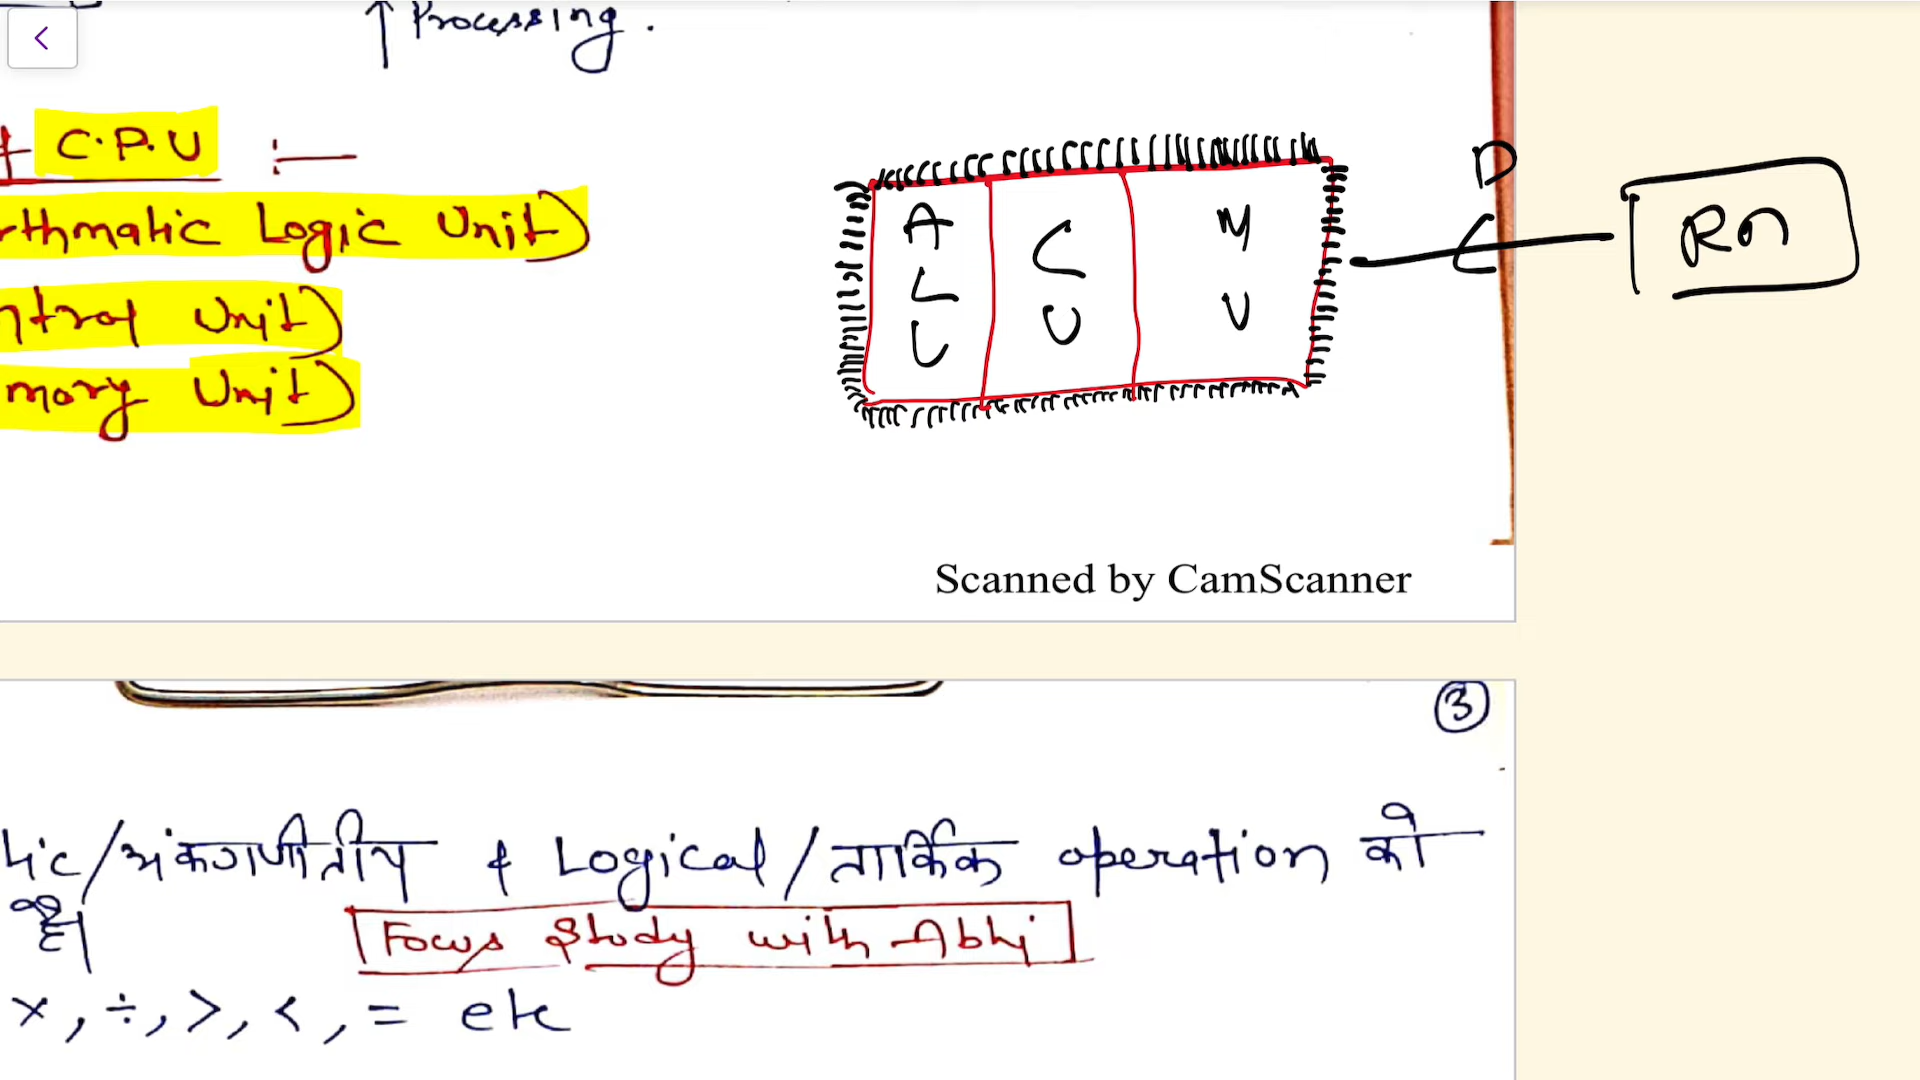 ↑ Processing.
C.P.U :—
rthmatic Logic Unit)
ntrol Unit)
mory Unit)
A
L
U
C
U
M
U
D
C
Scanned by CamScanner
3
tic/अंकगणीतीय & Logical/तार्किक operation को
है।
Focus Study with Abhi
×, ÷, >, <, = etc